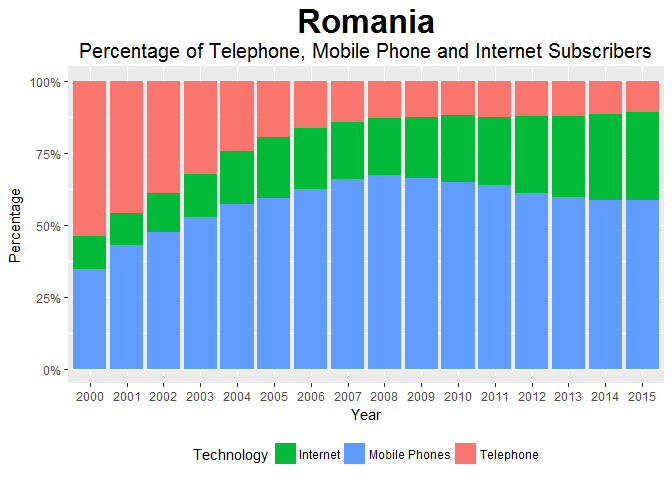 Romania
Percentage of Telephone, Mobile Phone and Internet Subscribers
100%
75%
50%
25%
0%
Percentage
2000 2001 2002 2003 2004 2005 2006 2007 2008 2009 2010 2011 2012 2013 2014 2015
Year
Technology Internet Mobile Phones Telephone